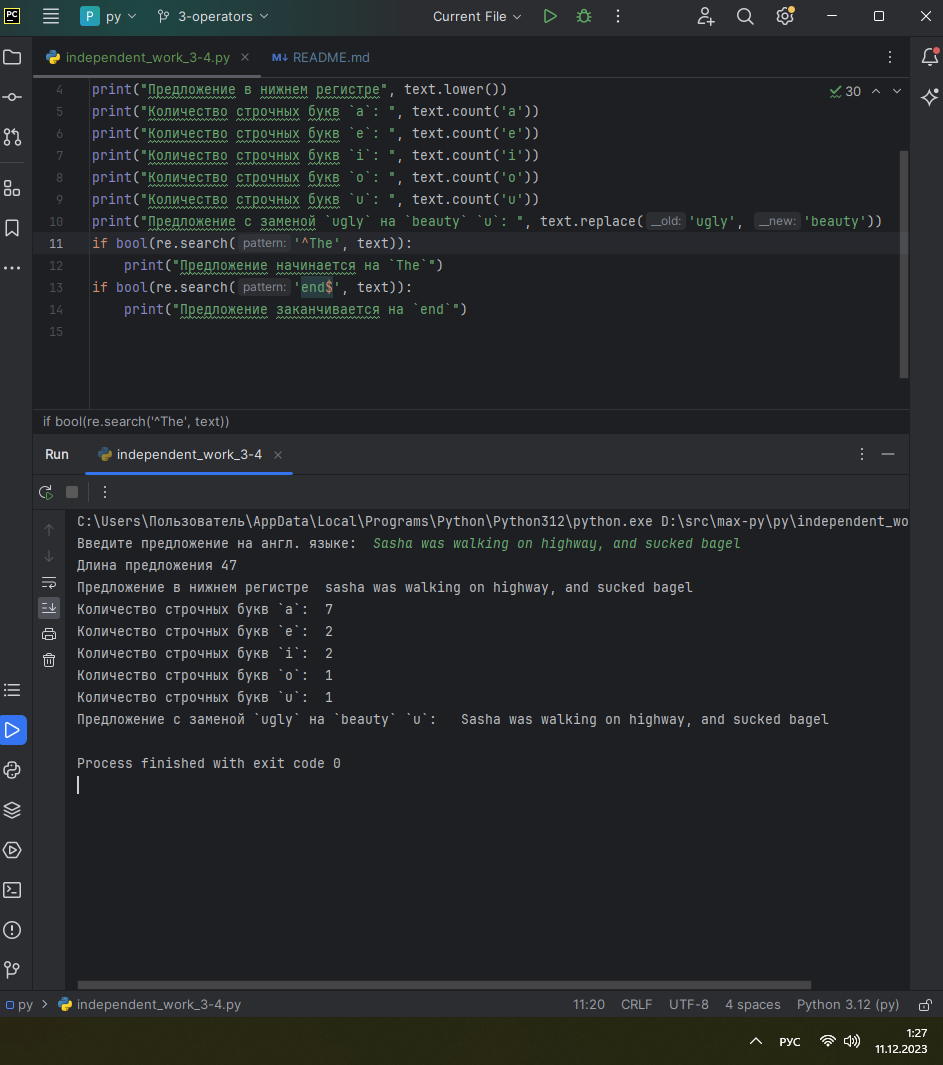 PC P py 3-operators Current File
independent_work_3-4.py M↓ README.md
4 print("Предложение в нижнем регистре", text.lower()) 30
5 print("Количество строчных букв `a`: ", text.count('a'))
6 print("Количество строчных букв `e`: ", text.count('e'))
7 print("Количество строчных букв `i`: ", text.count('i'))
8 print("Количество строчных букв `o`: ", text.count('o'))
9 print("Количество строчных букв `u`: ", text.count('u'))
10 print("Предложение с заменой `ugly` на `beauty` `u`: ", text.replace( __old: 'ugly', __new: 'beauty'))
11 if bool(re.search( pattern: '^The', text)):
12 print("Предложение начинается на `The`")
13 if bool(re.search( pattern: 'end$', text)):
14 print("Предложение заканчивается на `end`")
15
if bool(re.search('^The', text))
Run independent_work_3-4
C:\Users\Пользователь\AppData\Local\Programs\Python\Python312\python.exe D:\src\max-py\py\independent_wo
Введите предложение на англ. языке: Sasha was walking on highway, and sucked bagel
Длина предложения 47
Предложение в нижнем регистре sasha was walking on highway, and sucked bagel
Количество строчных букв `a`: 7
Количество строчных букв `e`: 2
Количество строчных букв `i`: 2
Количество строчных букв `o`: 1
Количество строчных букв `u`: 1
Предложение с заменой `ugly` на `beauty` `u`: Sasha was walking on highway, and sucked bagel
Process finished with exit code 0
py independent_work_3-4.py 11:20 CRLF UTF-8 4 spaces Python 3.12 (py)
РУС 1:27
11.12.2023